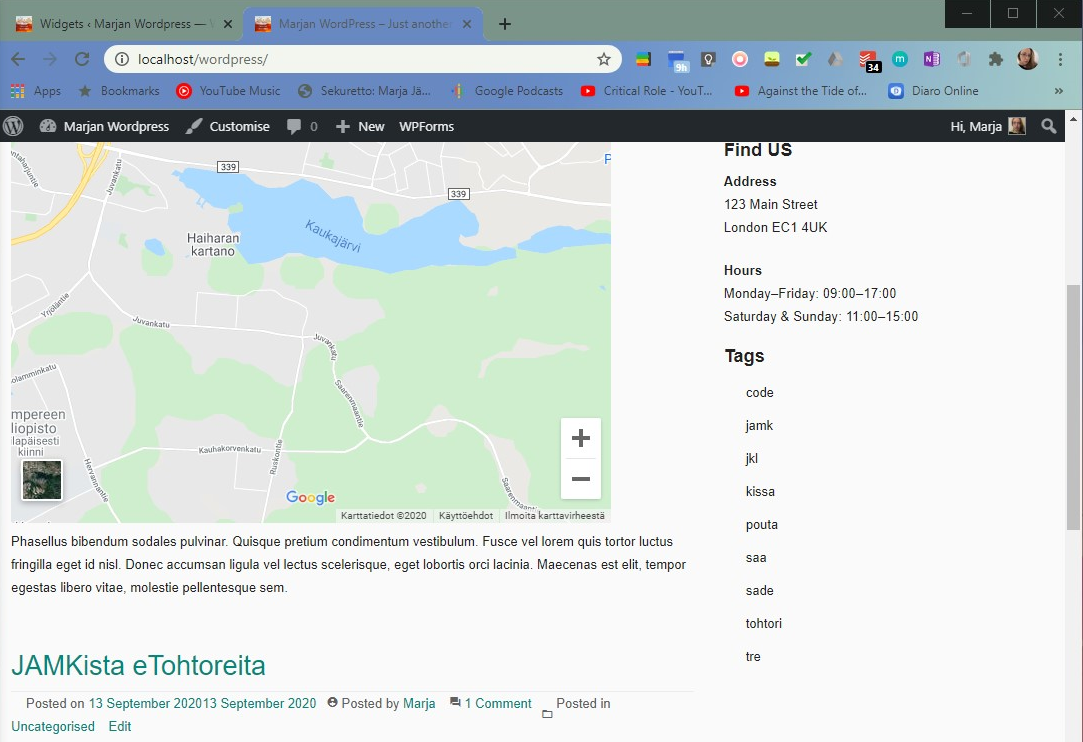 Widgets ‹ Marjan Wordpress —
Marjan WordPress – Just another
localhost/wordpress/
9h
34
m
N
Apps
Bookmarks
YouTube Music
Sekuretto: Marja Jä...
Google Podcasts
Critical Role - YouT...
Against the Tide of...
Diaro Online
»
Marjan Wordpress
Customise
0
New
WPForms
Hi, Marja
339
339
P
Juvankatu
Kaukajärvi
Haiharan
kartano
Yrjöläntie
Juvankatu
Juvankatu
Saarenmaantie
olamminkatu
mpereen
liopisto
lapäisesti
kiinni
Hervannantie
Kauhakorvenkatu
Ruskontie
Saarenmaant
Google
Karttatiedot ©2020
Käyttöehdot
Ilmoita karttavirheestä
Phasellus bibendum sodales pulvinar. Quisque pretium condimentum vestibulum. Fusce vel lorem quis tortor luctus
fringilla eget id nisl. Donec accumsan ligula vel lectus scelerisque, eget lobortis orci lacinia. Maecenas est elit, tempor
egestas libero vitae, molestie pellentesque sem.
JAMKista eTohtoreita
Posted on 13 September 202013 September 2020 Posted by Marja 1 Comment Posted in
Uncategorised Edit
Find US
Address
123 Main Street
London EC1 4UK
Hours
Monday–Friday: 09:00–17:00
Saturday & Sunday: 11:00–15:00
Tags
code
jamk
jkl
kissa
pouta
saa
sade
tohtori
tre